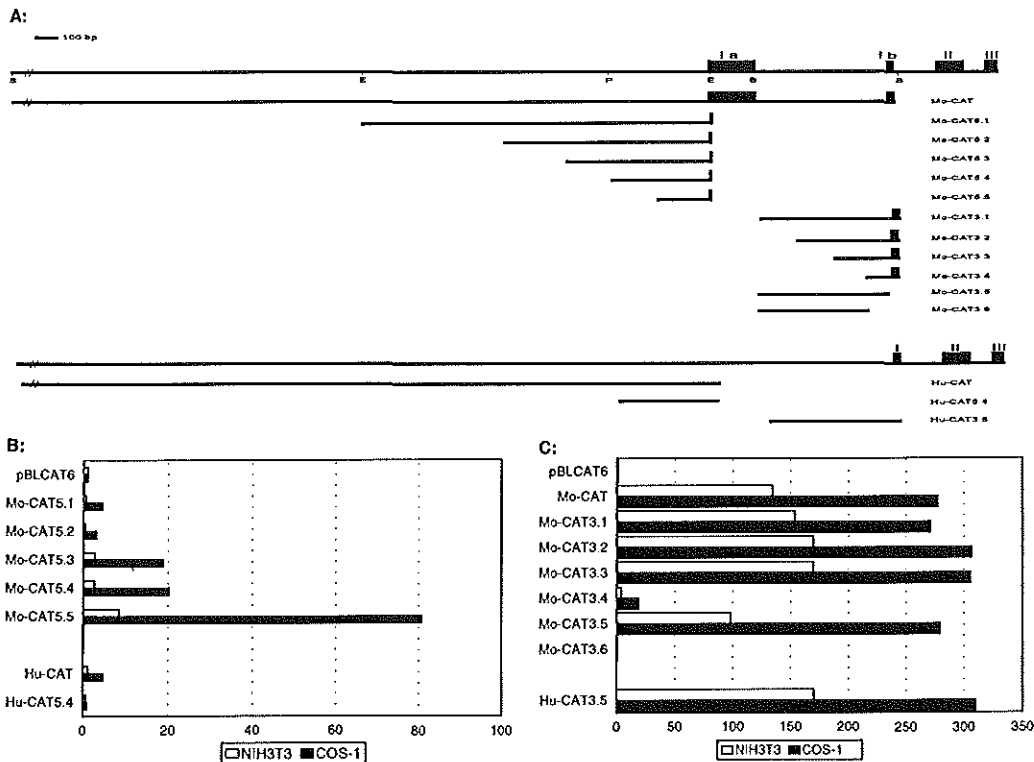 A:
100 bp
I a I b II III
S E P E S S
Mo-CAT
Mo-CAT5.1
Mo-CAT5.2
Mo-CAT5.3
Mo-CAT5.4
Mo-CAT5.5
Mo-CAT3.1
Mo-CAT3.2
Mo-CAT3.3
Mo-CAT3.4
Mo-CAT3.5
Mo-CAT3.6
I II III
Hu-CAT
Hu-CAT5.4
Hu-CAT3.5
B:
pBLCAT6
Mo-CAT5.1
Mo-CAT5.2
Mo-CAT5.3
Mo-CAT5.4
Mo-CAT5.5
Hu-CAT
Hu-CAT5.4
0 20 40 60 80 100
NIH3T3 COS-1
C:
pBLCAT6
Mo-CAT
Mo-CAT3.1
Mo-CAT3.2
Mo-CAT3.3
Mo-CAT3.4
Mo-CAT3.5
Mo-CAT3.6
Hu-CAT3.5
0 50 100 150 200 250 300 350
NIH3T3 COS-1